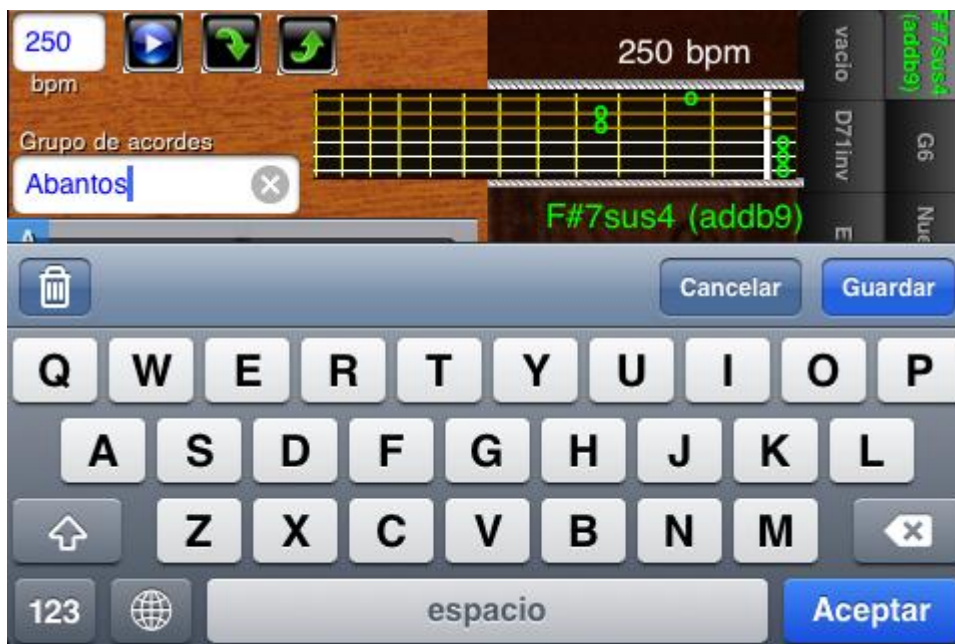 250
bpm
250 bpm
Grupo de acordes
Abantos
F#7sus4 (addb9)
vacio
D71inv
E
F#7sus4
(addb9)
G6
Nue
A
Cancelar
Guardar
Q W E R T Y U I O P
A S D F G H J K L
Z X C V B N M
123
espacio
Aceptar